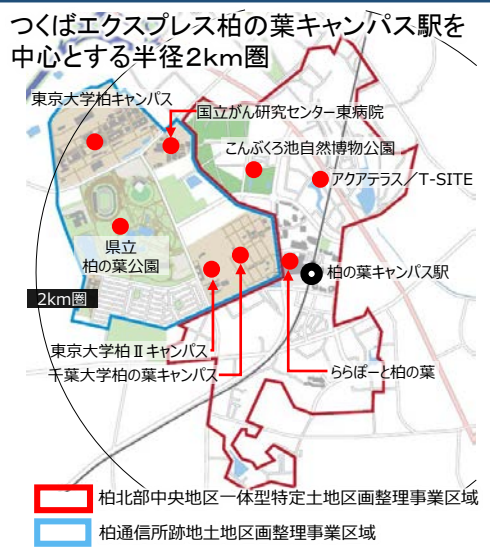 つくばエクスプレス柏の葉キャンパス駅を
中心とする半径2km圏
東京大学柏キャンパス
国立がん研究センター東病院
こんぶくろ池自然博物公園
アクアテラス／T-SITE
県立
柏の葉公園
柏の葉キャンパス駅
2km圏
東京大学柏Ⅱキャンパス
千葉大学柏の葉キャンパス
ららぽーと柏の葉
柏北部中央地区一体型特定土地区画整理事業区域
柏通信所跡地土地区画整理事業区域